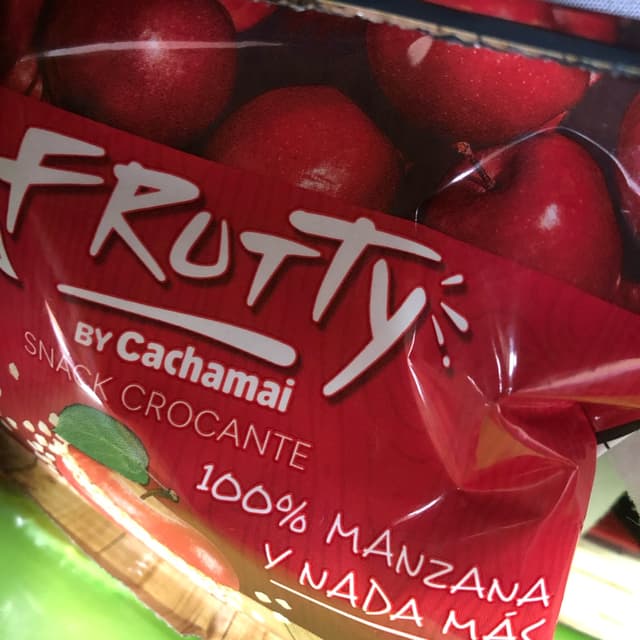 FRUTTY
BY Cachamai
SNACK CROCANTE
100% MANZANA
Y NADA MÁS